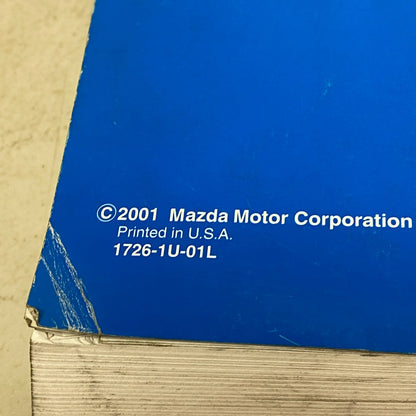 ©2001 Mazda Motor Corporation
Printed in U.S.A.
1726-1U-01L